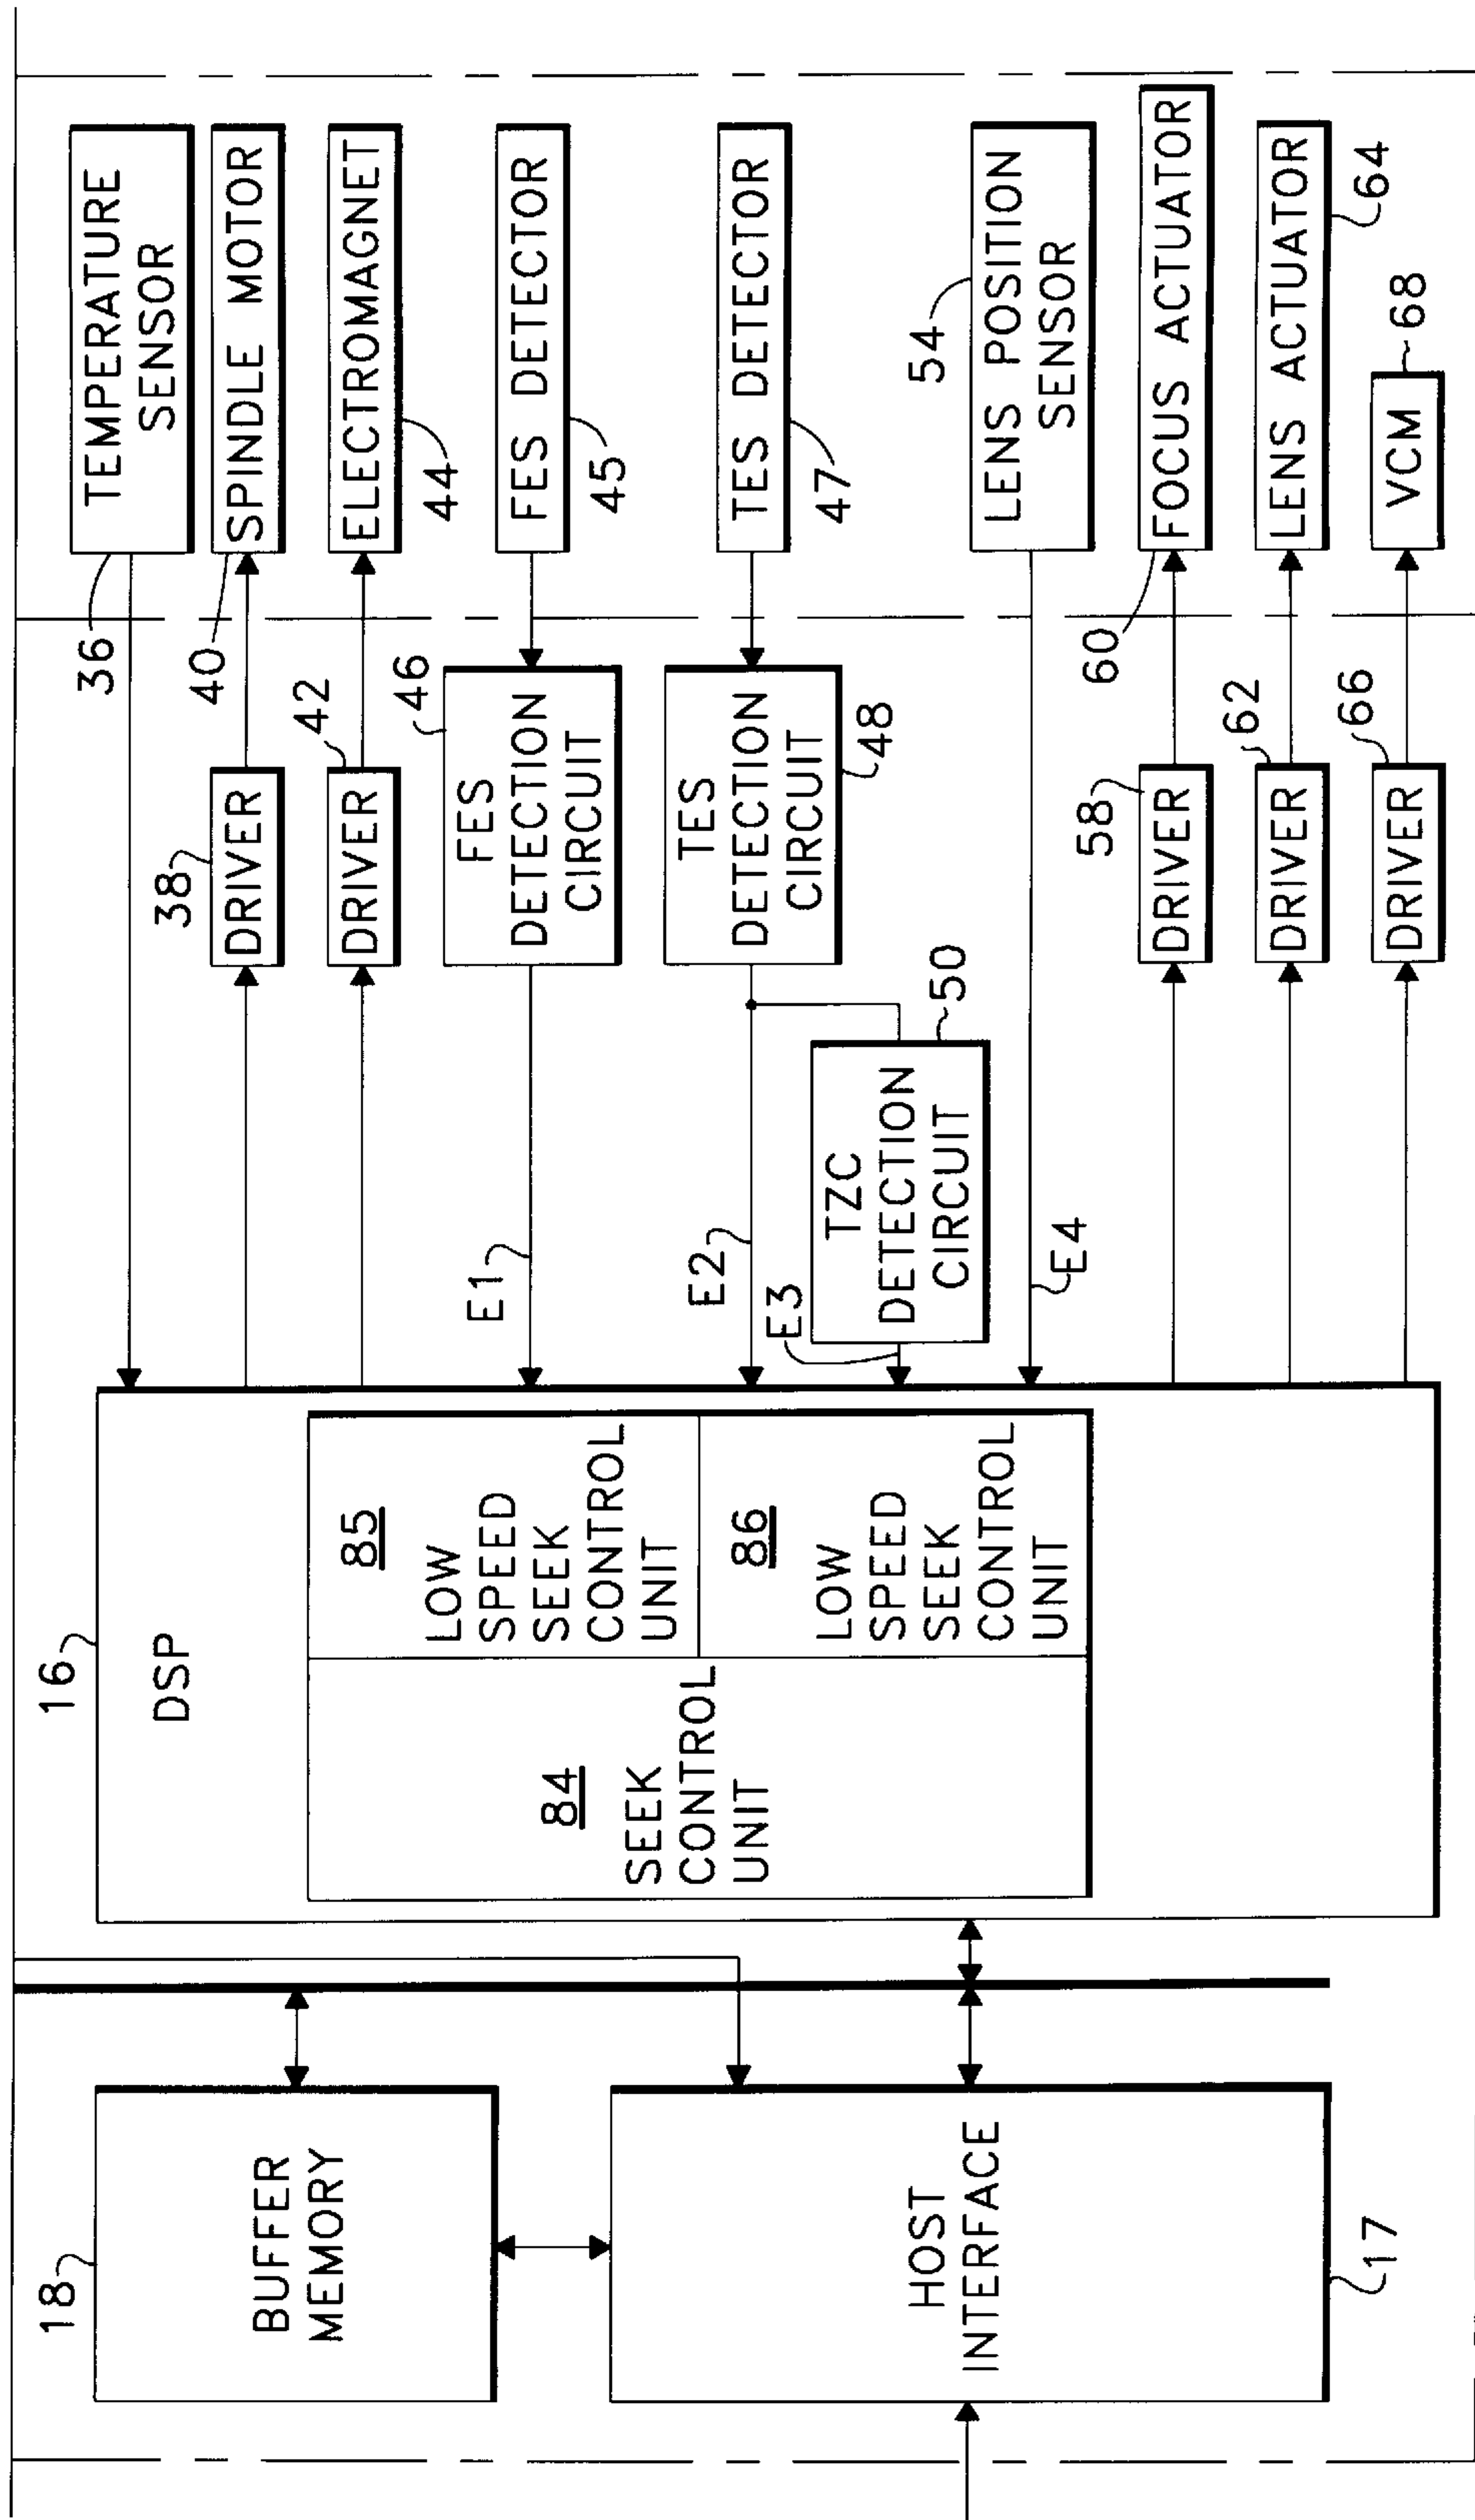 18
BUFFER
MEMORY
HOST
INTERFACE
17
16
DSP
84
SEEK
CONTROL
UNIT
85
LOW
SPEED
SEEK
CONTROL
UNIT
86
LOW
SPEED
SEEK
CONTROL
UNIT
36
TEMPERATURE
SENSOR
38
DRIVER
40
SPINDLE MOTOR
42
DRIVER
ELECTROMAGNET
44
E1
46
FES
DETECTION
CIRCUIT
FES DETECTOR
45
E2
TES
DETECTION
CIRCUIT
48
TES DETECTOR
47
E3
TZC
DETECTION
CIRCUIT
50
E4
54
LENS POSITION
SENSOR
58
DRIVER
60
FOCUS ACTUATOR
62
DRIVER
LENS ACTUATOR
64
66
DRIVER
VCM
68